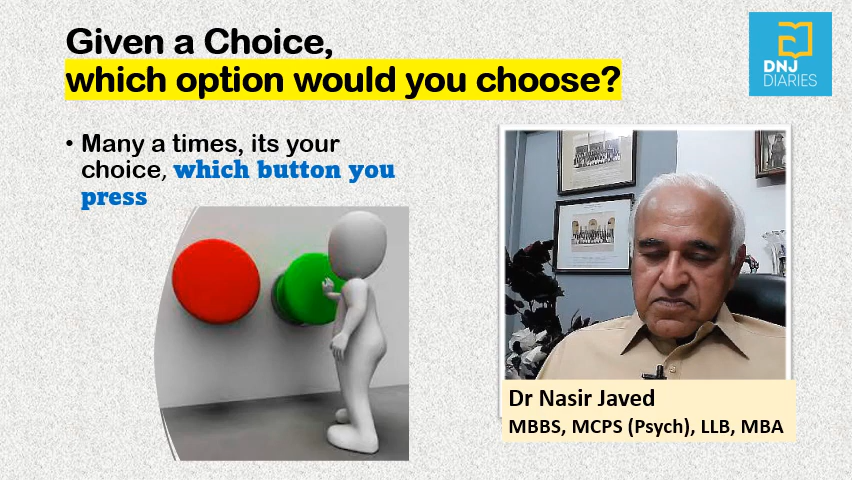 Given a Choice,
which option would you choose?
DNJ
DIARIES
• Many a times, its your
choice, which button you
press
Dr Nasir Javed
MBBS, MCPS (Psych), LLB, MBA